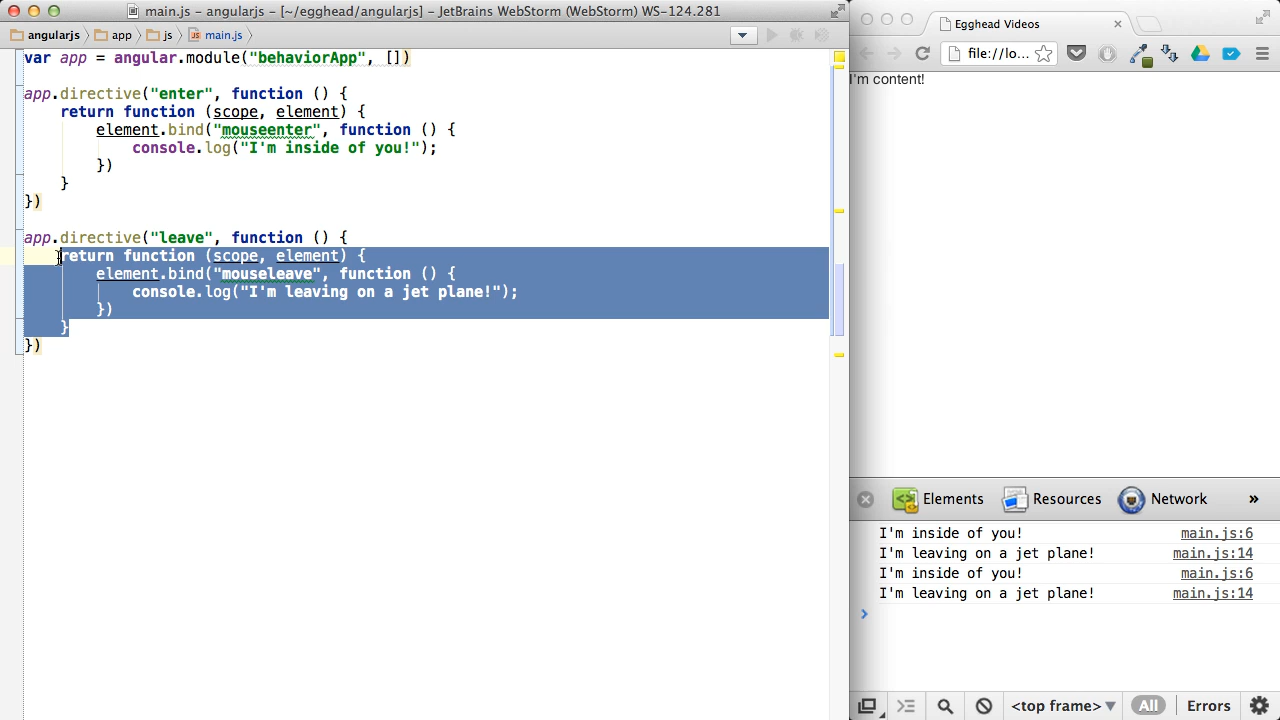 main.js – angularjs – [~/egghead/angularjs] – JetBrains WebStorm (WebStorm) WS-124.281
angularjs app js main.js
var app = angular.module("behaviorApp", [])
app.directive("enter", function () {
return function (scope, element) {
element.bind("mouseenter", function () {
console.log("I'm inside of you!");
})
}
})
app.directive("leave", function () {
return function (scope, element) {
element.bind("mouseleave", function () {
console.log("I'm leaving on a jet plane!");
})
}
})
Egghead Videos
file://lo...
I'm content!
Elements Resources Network »
I'm inside of you! main.js:6
I'm leaving on a jet plane! main.js:14
I'm inside of you! main.js:6
I'm leaving on a jet plane! main.js:14
<top frame> All Errors